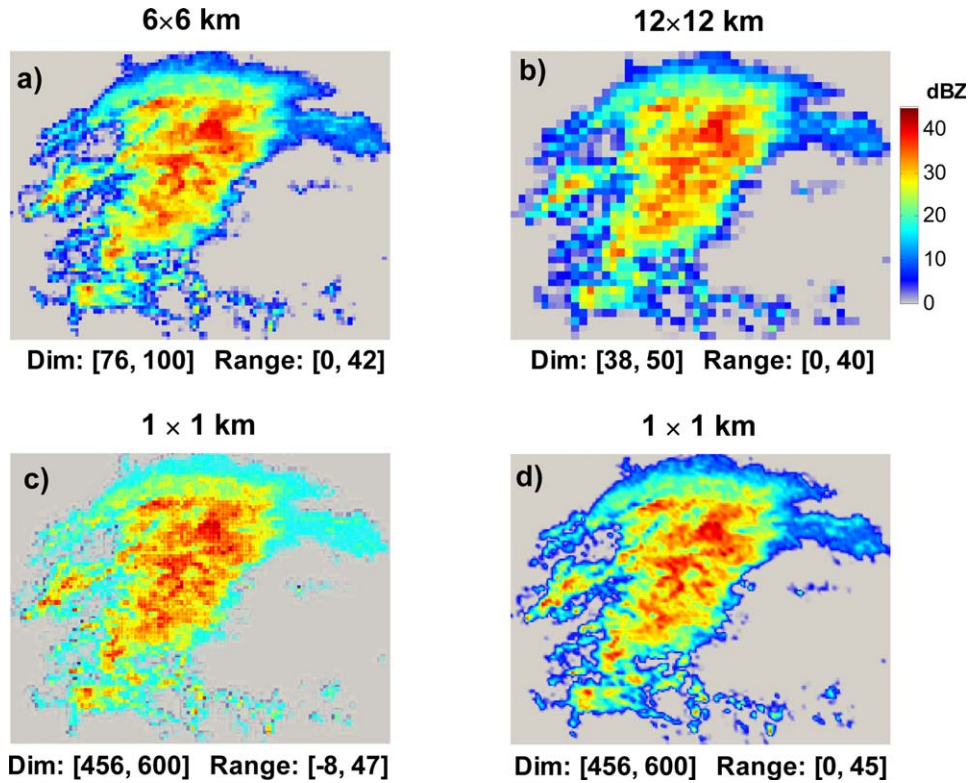 6×6 km
12×12 km
a)
b)
dBZ
40
30
20
10
0
Dim: [76, 100] Range: [0, 42]
Dim: [38, 50] Range: [0, 40]
1 × 1 km
1 × 1 km
c)
d)
Dim: [456, 600] Range: [-8, 47]
Dim: [456, 600] Range: [0, 45]